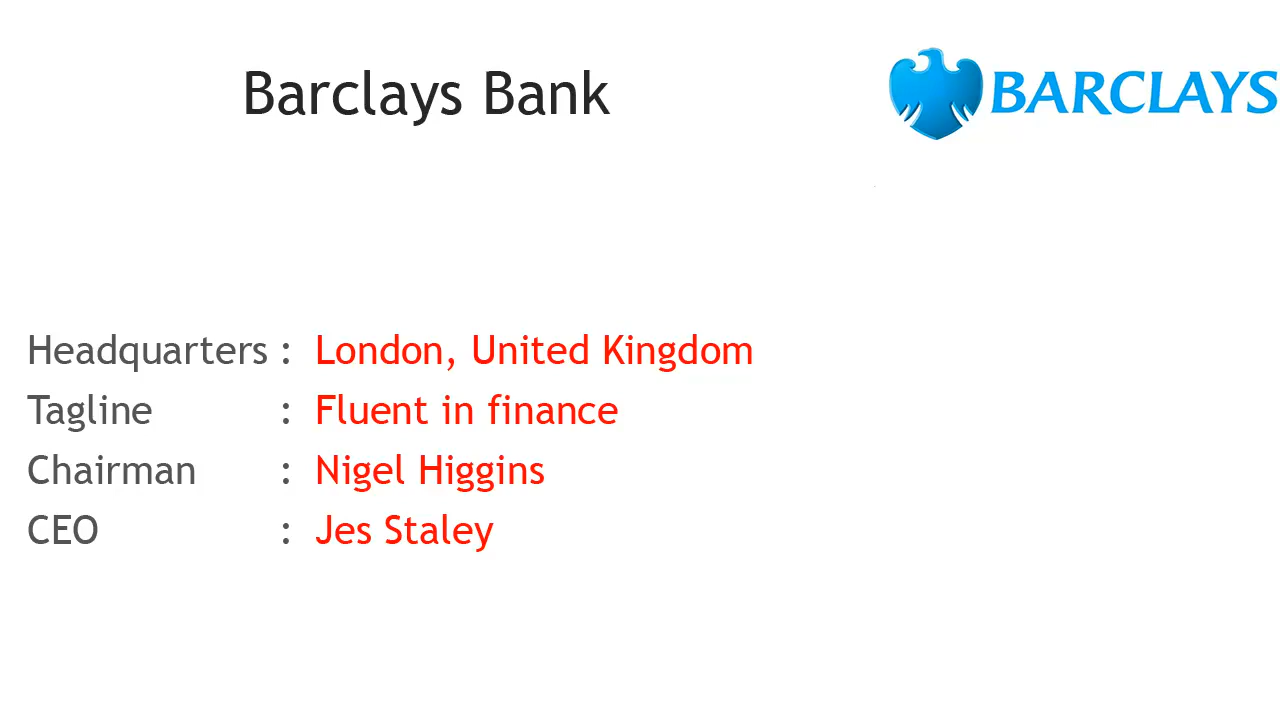 Barclays Bank
BARCLAYS
Headquarters : London, United Kingdom
Tagline : Fluent in finance
Chairman : Nigel Higgins
CEO : Jes Staley